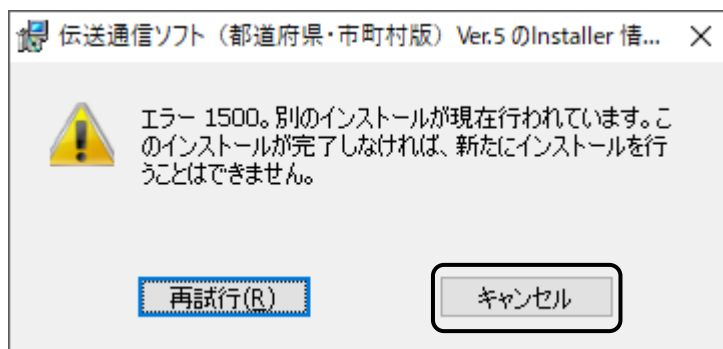 伝送通信ソフト（都道府県・市町村版）Ver.5 のInstaller 情...
エラー 1500。別のインストールが現在行われています。こ
のインストールが完了しなければ、新たにインストールを行
うことはできません。
再試行(R) キャンセル